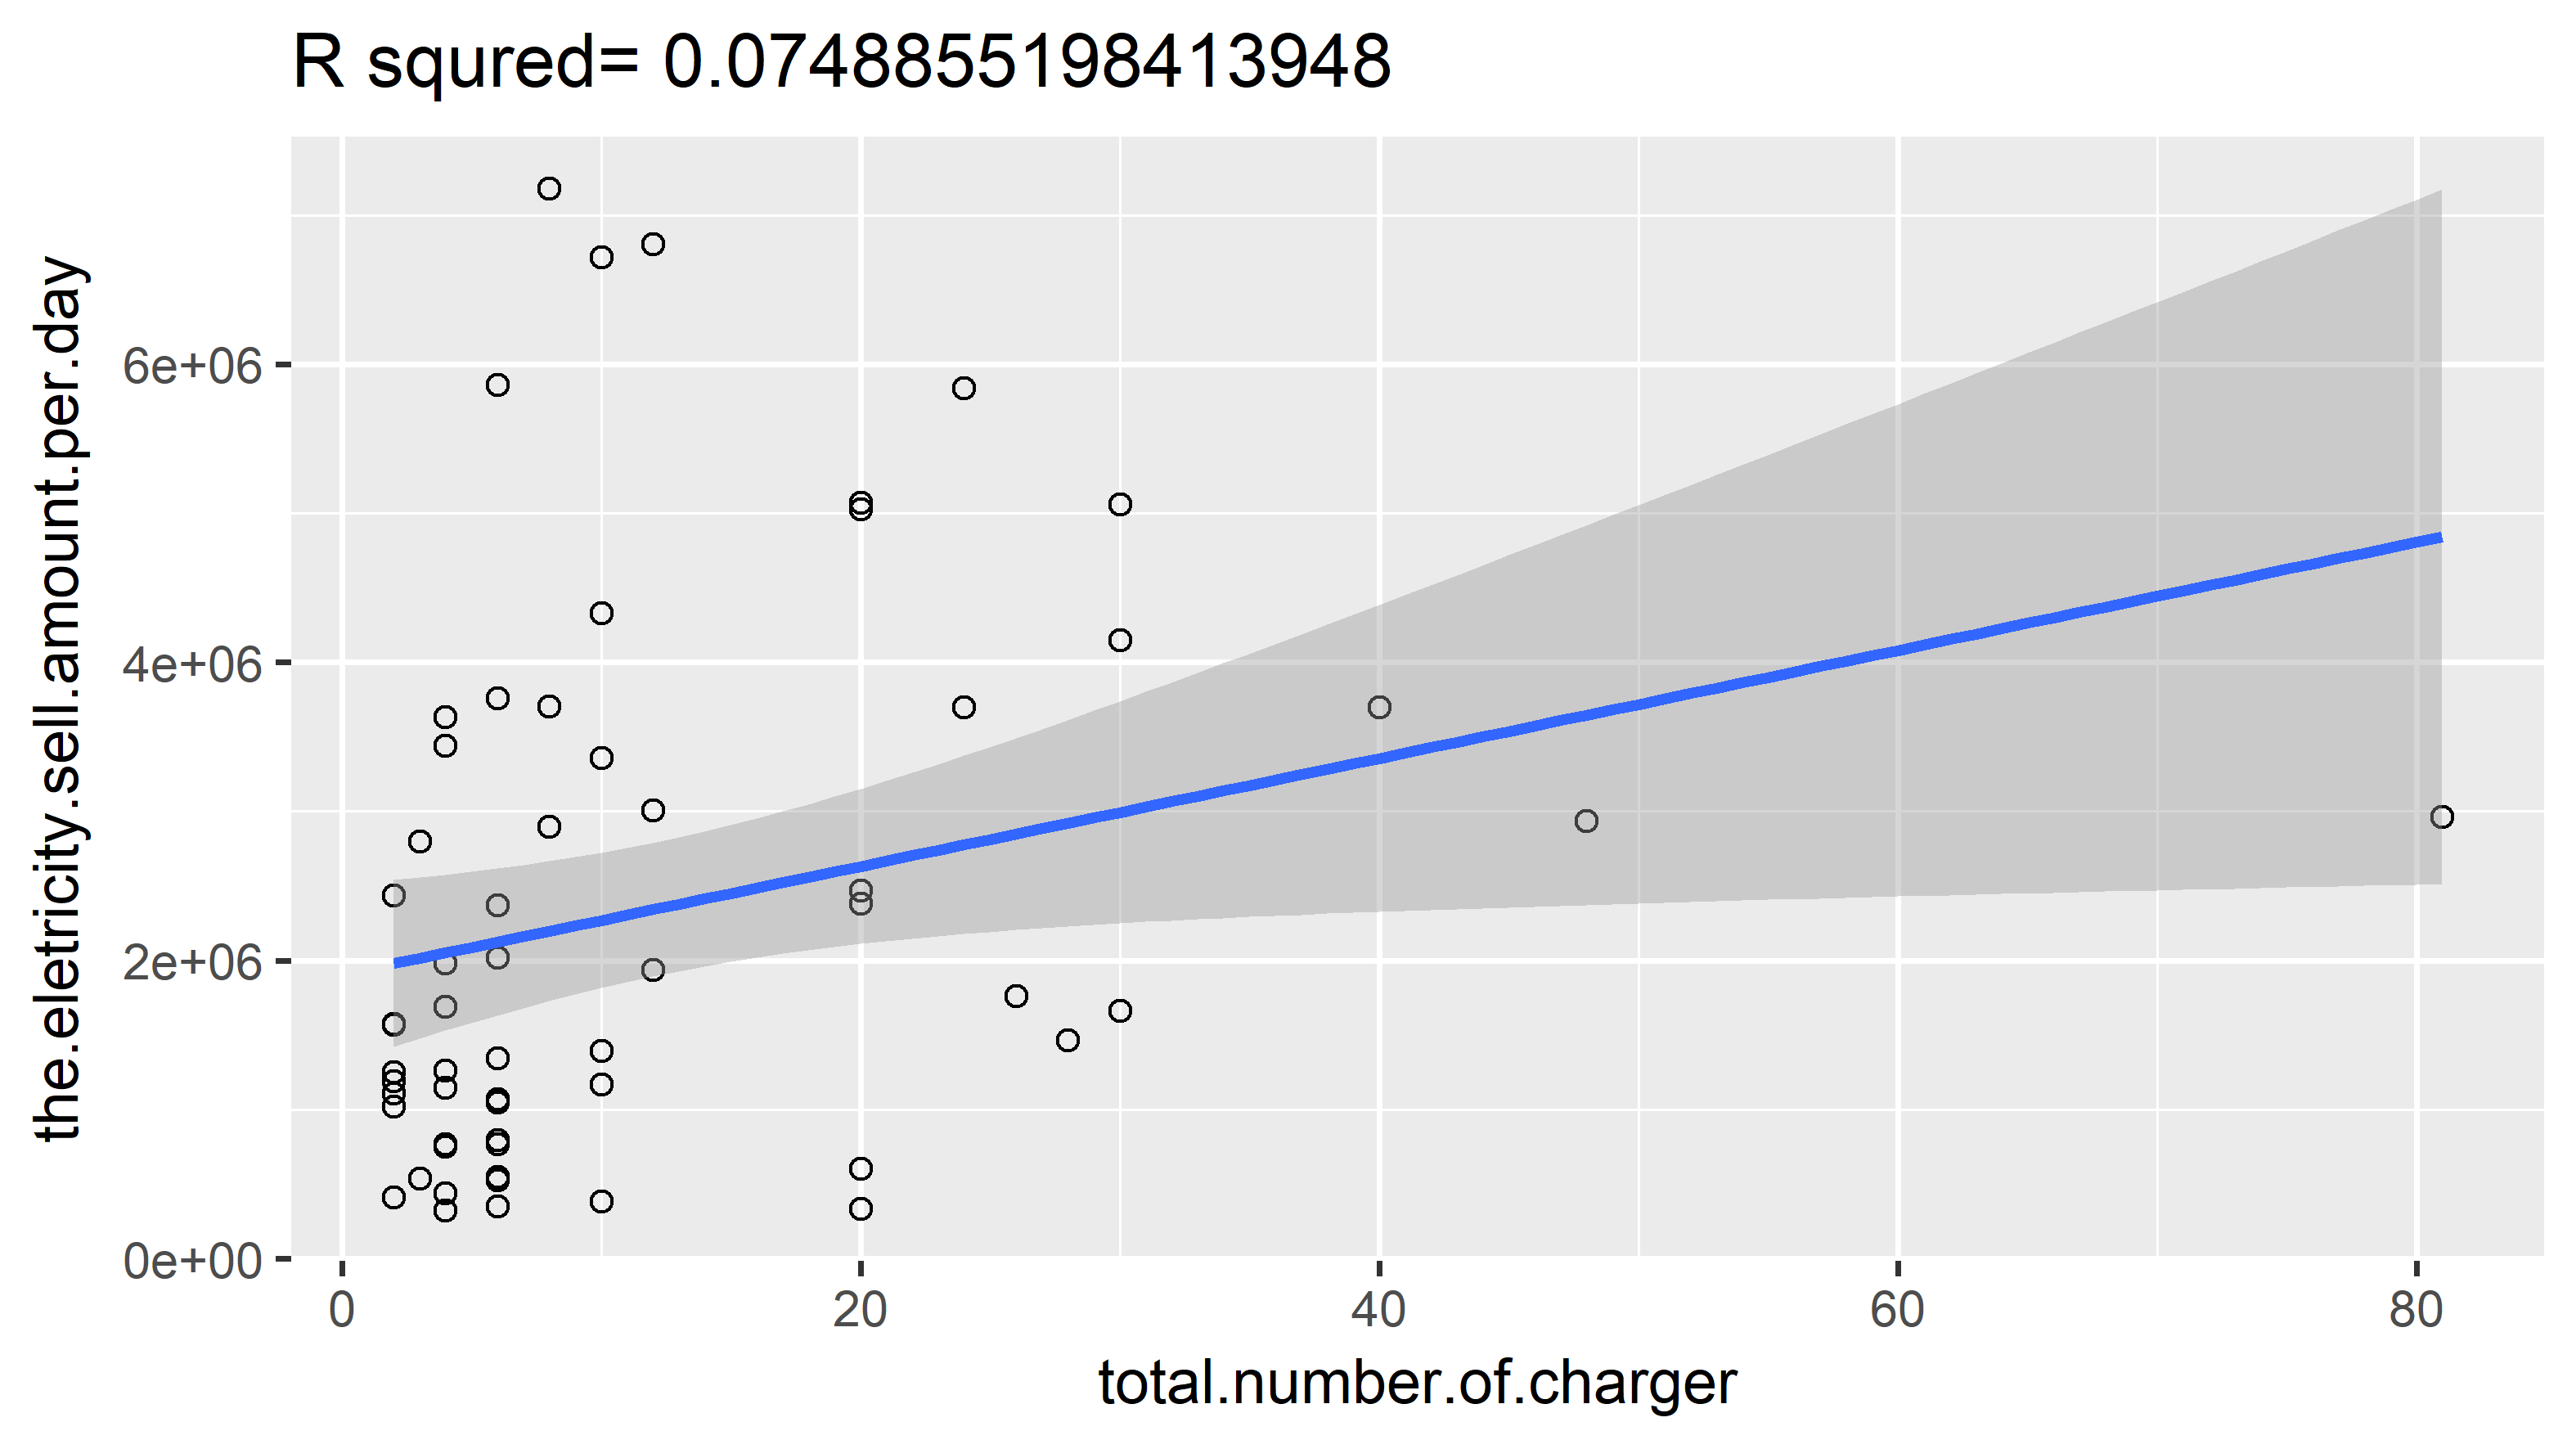 R squred= 0.0748855198413948
the.eletricity.sell.amount.per.day
6e+06
4e+06
2e+06
0e+00
0 20 40 60 80
total.number.of.charger